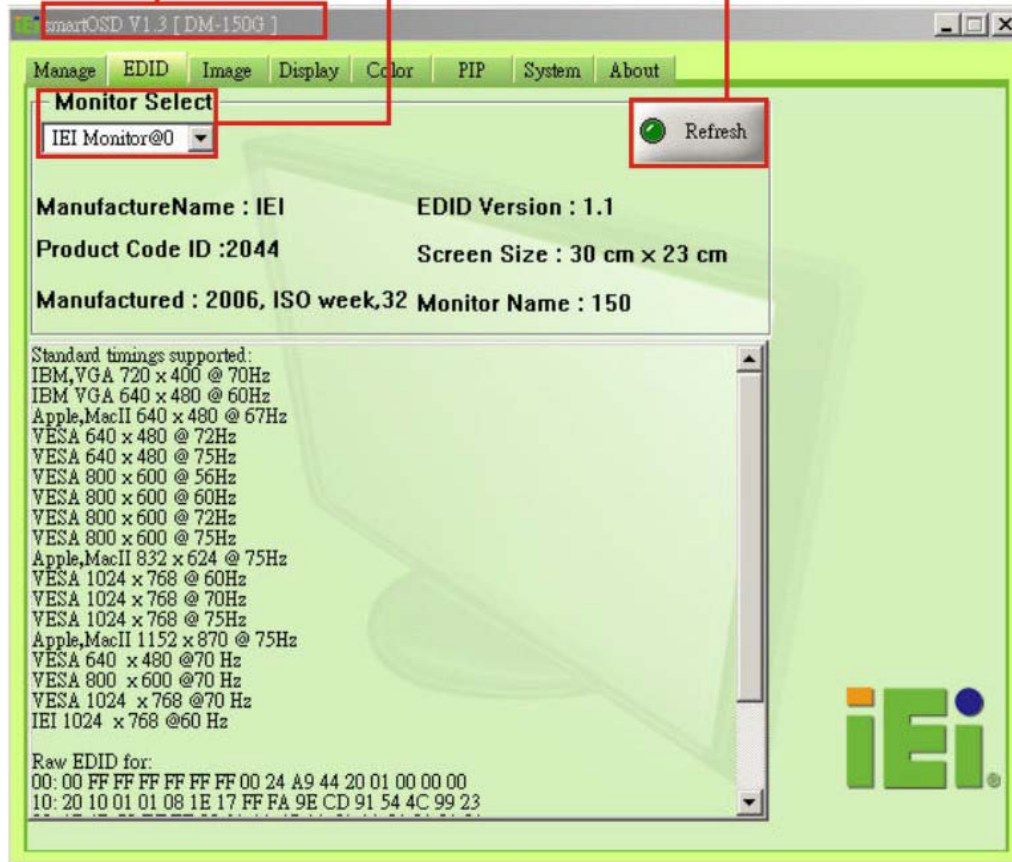 smartOSD V1.3 [ DM-150G ]
Manage EDID Image Display Color PIP System About
Monitor Select
IEI Monitor@0
Refresh
ManufactureName : IEI EDID Version : 1.1
Product Code ID :2044 Screen Size : 30 cm × 23 cm
Manufactured : 2006, ISO week,32 Monitor Name : 150
Standard timings supported:
IBM,VGA 720 x 400 @ 70Hz
IBM VGA 640 x 480 @ 60Hz
Apple,MacII 640 x 480 @ 67Hz
VESA 640 x 480 @ 72Hz
VESA 640 x 480 @ 75Hz
VESA 800 x 600 @ 56Hz
VESA 800 x 600 @ 60Hz
VESA 800 x 600 @ 72Hz
VESA 800 x 600 @ 75Hz
Apple,MacII 832 x 624 @ 75Hz
VESA 1024 x 768 @ 60Hz
VESA 1024 x 768 @ 70Hz
VESA 1024 x 768 @ 75Hz
Apple,MacII 1152 x 870 @ 75Hz
VESA 640 x 480 @70 Hz
VESA 800 x 600 @70 Hz
VESA 1024 x 768 @70 Hz
IEI 1024 x 768 @60 Hz
Raw EDID for:
00: 00 FF FF FF FF FF FF 00 24 A9 44 20 01 00 00 00
10: 20 10 01 01 08 1E 17 FF FA 9E CD 91 54 4C 99 23
iEi